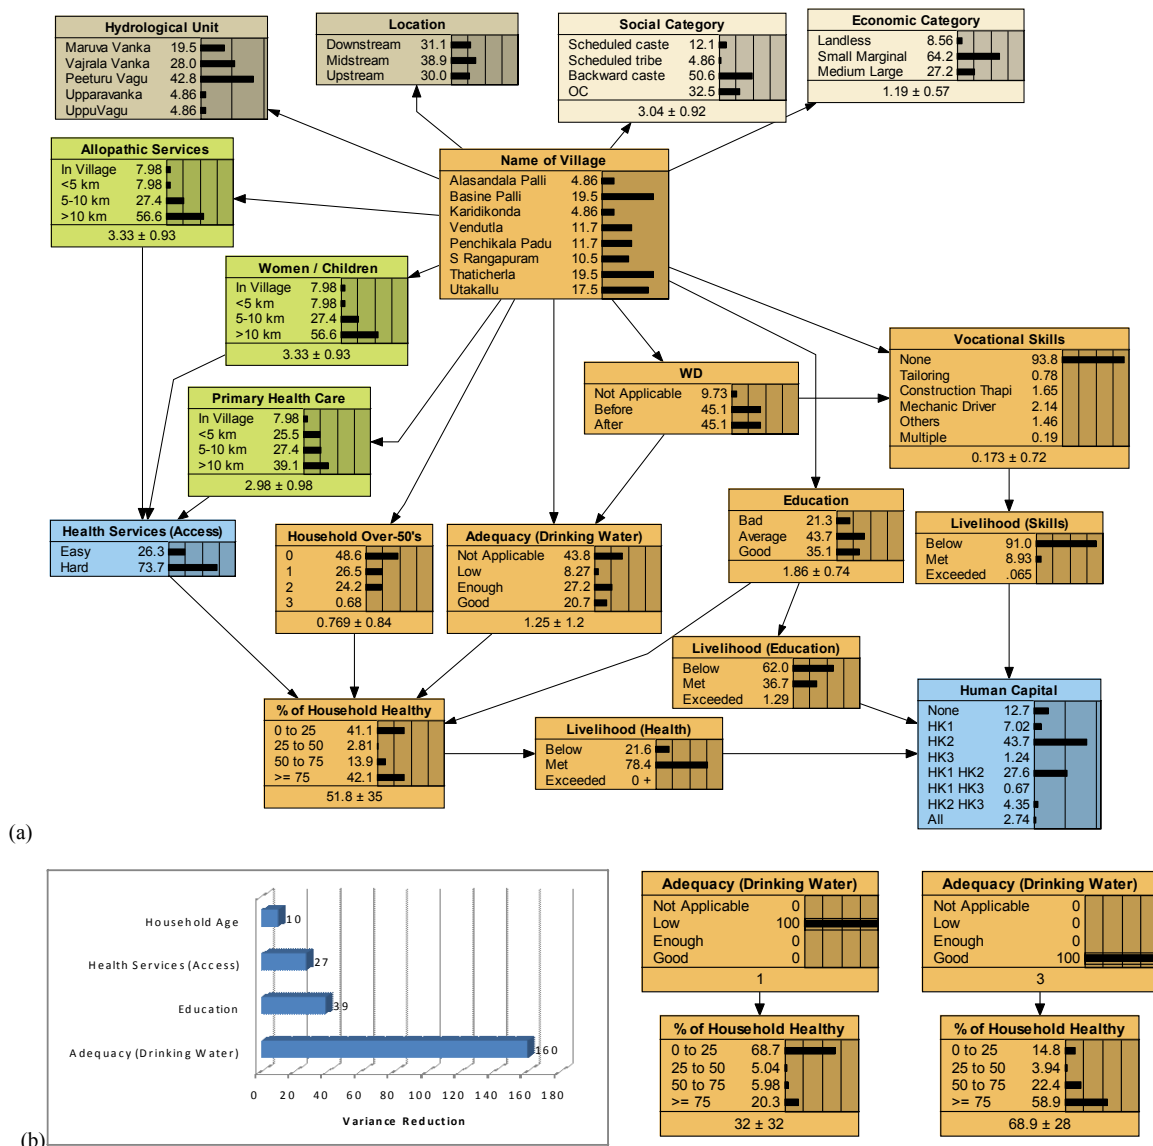 Hydrological Unit
Maruva Vanka 19.5
Vajrala Vanka 28.0
Peeturu Vagu 42.8
Upparavanka 4.86
UppuVagu 4.86
Location
Downstream 31.1
Midstream 38.9
Upstream 30.0
Social Category
Scheduled caste 12.1
Scheduled tribe 4.86
Backward caste 50.6
OC 32.5
3.04 ± 0.92
Economic Category
Landless 8.56
Small Marginal 64.2
Medium Large 27.2
1.19 ± 0.57
Allopathic Services
In Village 7.98
<5 km 7.98
5-10 km 27.4
>10 km 56.6
3.33 ± 0.93
Name of Village
Alasandala Palli 4.86
Basine Palli 19.5
Karidikonda 4.86
Vendutla 11.7
Penchikala Padu 11.7
S Rangapuram 10.5
Thaticherla 19.5
Utakallu 17.5
Women / Children
In Village 7.98
<5 km 7.98
5-10 km 27.4
>10 km 56.6
3.33 ± 0.93
Primary Health Care
In Village 7.98
<5 km 25.5
5-10 km 27.4
>10 km 39.1
2.98 ± 0.98
WD
Not Applicable 9.73
Before 45.1
After 45.1
Vocational Skills
None 93.8
Tailoring 0.78
Construction Thapi 1.65
Mechanic Driver 2.14
Others 1.46
Multiple 0.19
0.173 ± 0.72
Health Services (Access)
Easy 26.3
Hard 73.7
Household Over-50's
0 48.6
1 26.5
2 24.2
3 0.68
0.769 ± 0.84
Adequacy (Drinking Water)
Not Applicable 43.8
Low 8.27
Enough 27.2
Good 20.7
1.25 ± 1.2
Education
Bad 21.3
Average 43.7
Good 35.1
1.86 ± 0.74
Livelihood (Skills)
Below 91.0
Met 8.93
Exceeded .065
Livelihood (Education)
Below 62.0
Met 36.7
Exceeded 1.29
% of Household Healthy
0 to 25 41.1
25 to 50 2.81
50 to 75 13.9
>= 75 42.1
51.8 ± 35
Livelihood (Health)
Below 21.6
Met 78.4
Exceeded 0 +
Human Capital
None 12.7
HK1 7.02
HK2 43.7
HK3 1.24
HK1 HK2 27.6
HK1 HK3 0.67
HK2 HK3 4.35
All 2.74
(a)
Household Age 10
Health Services (Access) 27
Education 39
Adequacy (Drinking Water) 160
0 20 40 60 80 100 120 140 160 180
Variance Reduction
(b)
Adequacy (Drinking Water)
Not Applicable 0
Low 100
Enough 0
Good 0
1
% of Household Healthy
0 to 25 68.7
25 to 50 5.04
50 to 75 5.98
>= 75 20.3
32 ± 32
Adequacy (Drinking Water)
Not Applicable 0
Low 0
Enough 0
Good 100
3
% of Household Healthy
0 to 25 14.8
25 to 50 3.94
50 to 75 22.4
>= 75 58.9
68.9 ± 28